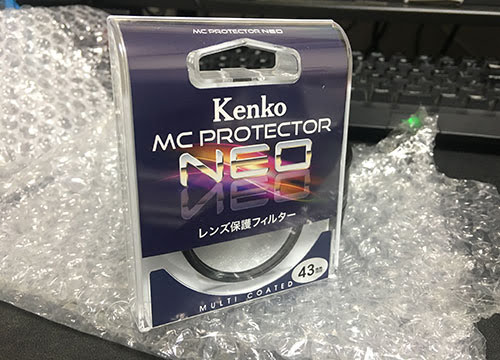 MC PROTECTOR NEO
Kenko
MC PROTECTOR
NEO
レンズ保護フィルター
43mm
MULTI COATED